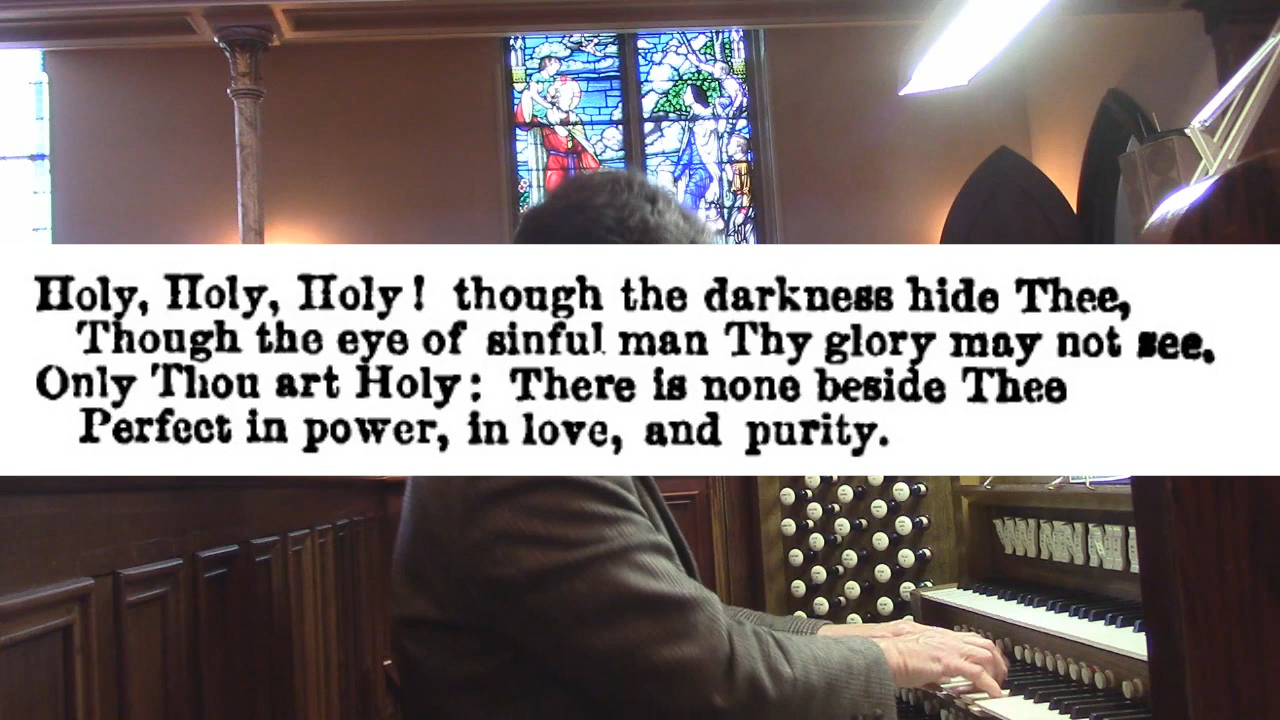 Holy, Holy, Holy! though the darkness hide Thee,
Though the eye of sinful man Thy glory may not see.
Only Thou art Holy: There is none beside Thee
Perfect in power, in love, and purity.